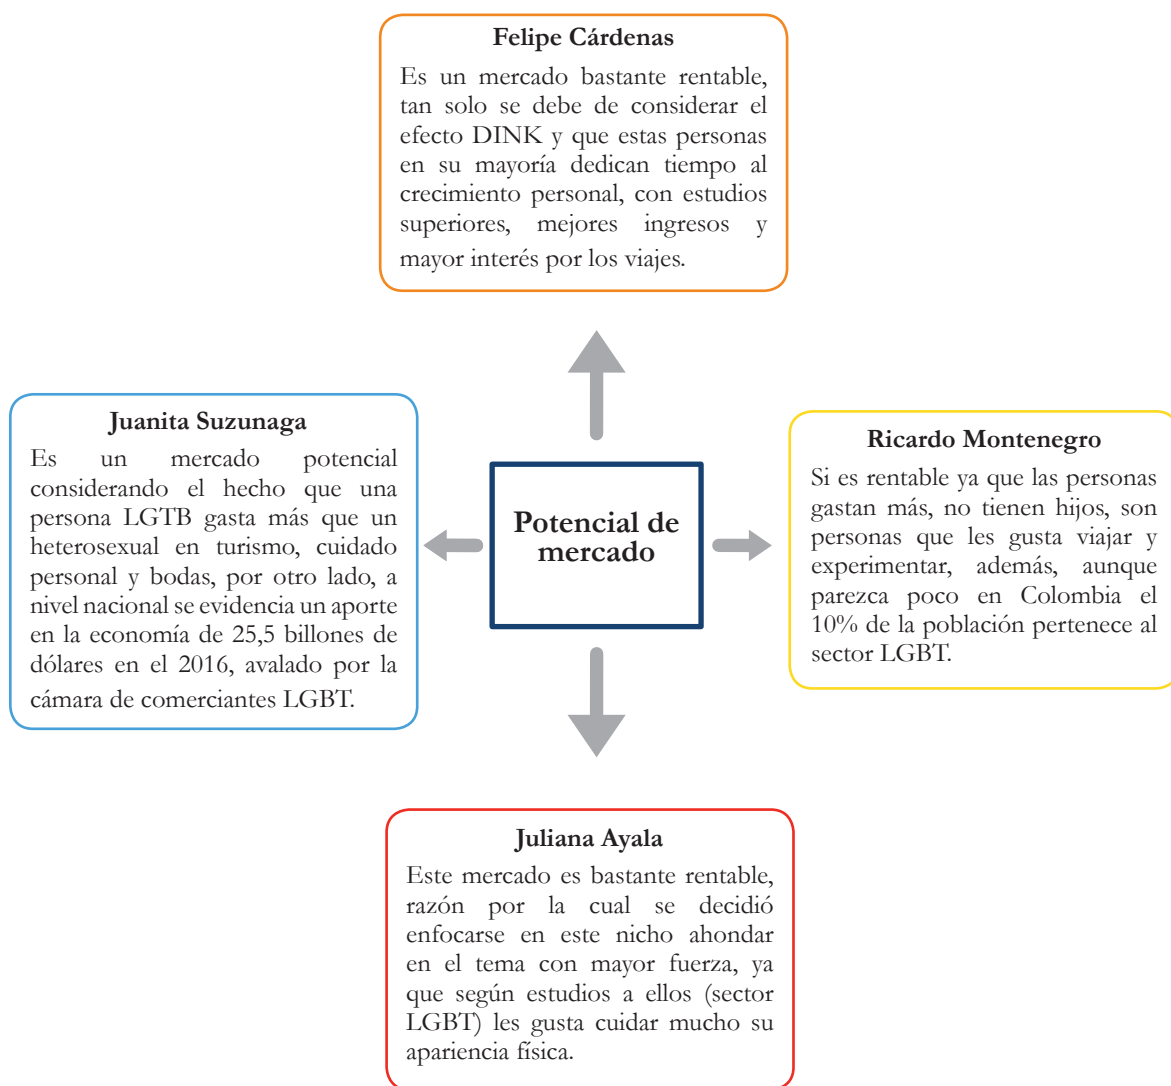 Felipe Cárdenas
Es un mercado bastante rentable,
tan solo se debe de considerar el
efecto DINK y que estas personas
en su mayoría dedican tiempo al
crecimiento personal, con estudios
superiores, mejores ingresos y
mayor interés por los viajes.
Juanita Suzunaga
Es un mercado potencial
considerando el hecho que una
persona LGTB gasta más que un
heterosexual en turismo, cuidado
personal y bodas, por otro lado, a
nivel nacional se evidencia un aporte
en la economía de 25,5 billones de
dólares en el 2016, avalado por la
cámara de comerciantes LGBT.
Potencial de
mercado
Ricardo Montenegro
Si es rentable ya que las personas
gastan más, no tienen hijos, son
personas que les gusta viajar y
experimentar, además, aunque
parezca poco en Colombia el
10% de la población pertenece al
sector LGBT.
Juliana Ayala
Este mercado es bastante rentable,
razón por la cual se decidió
enfocarse en este nicho ahondar
en el tema con mayor fuerza, ya
que según estudios a ellos (sector
LGBT) les gusta cuidar mucho su
apariencia física.